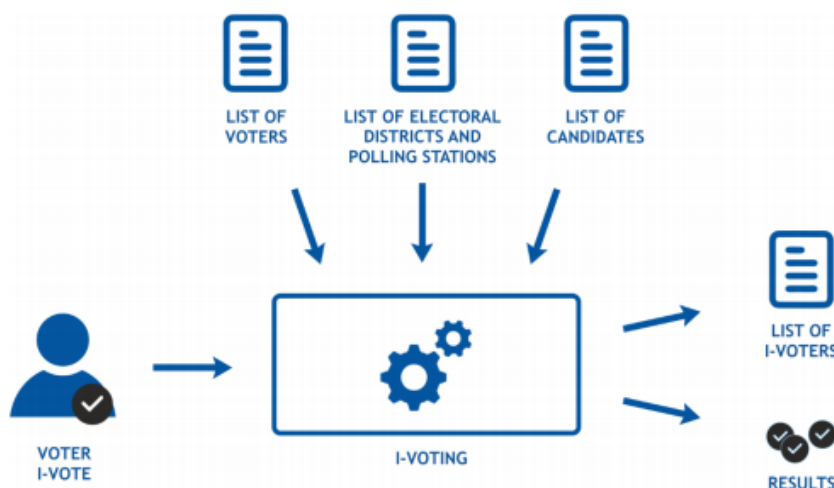 LIST OF
VOTERS
LIST OF ELECTORAL
DISTRICTS AND
POLLING STATIONS
LIST OF
CANDIDATES
LIST OF
I-VOTERS
VOTER
I-VOTE
I-VOTING
RESULTS